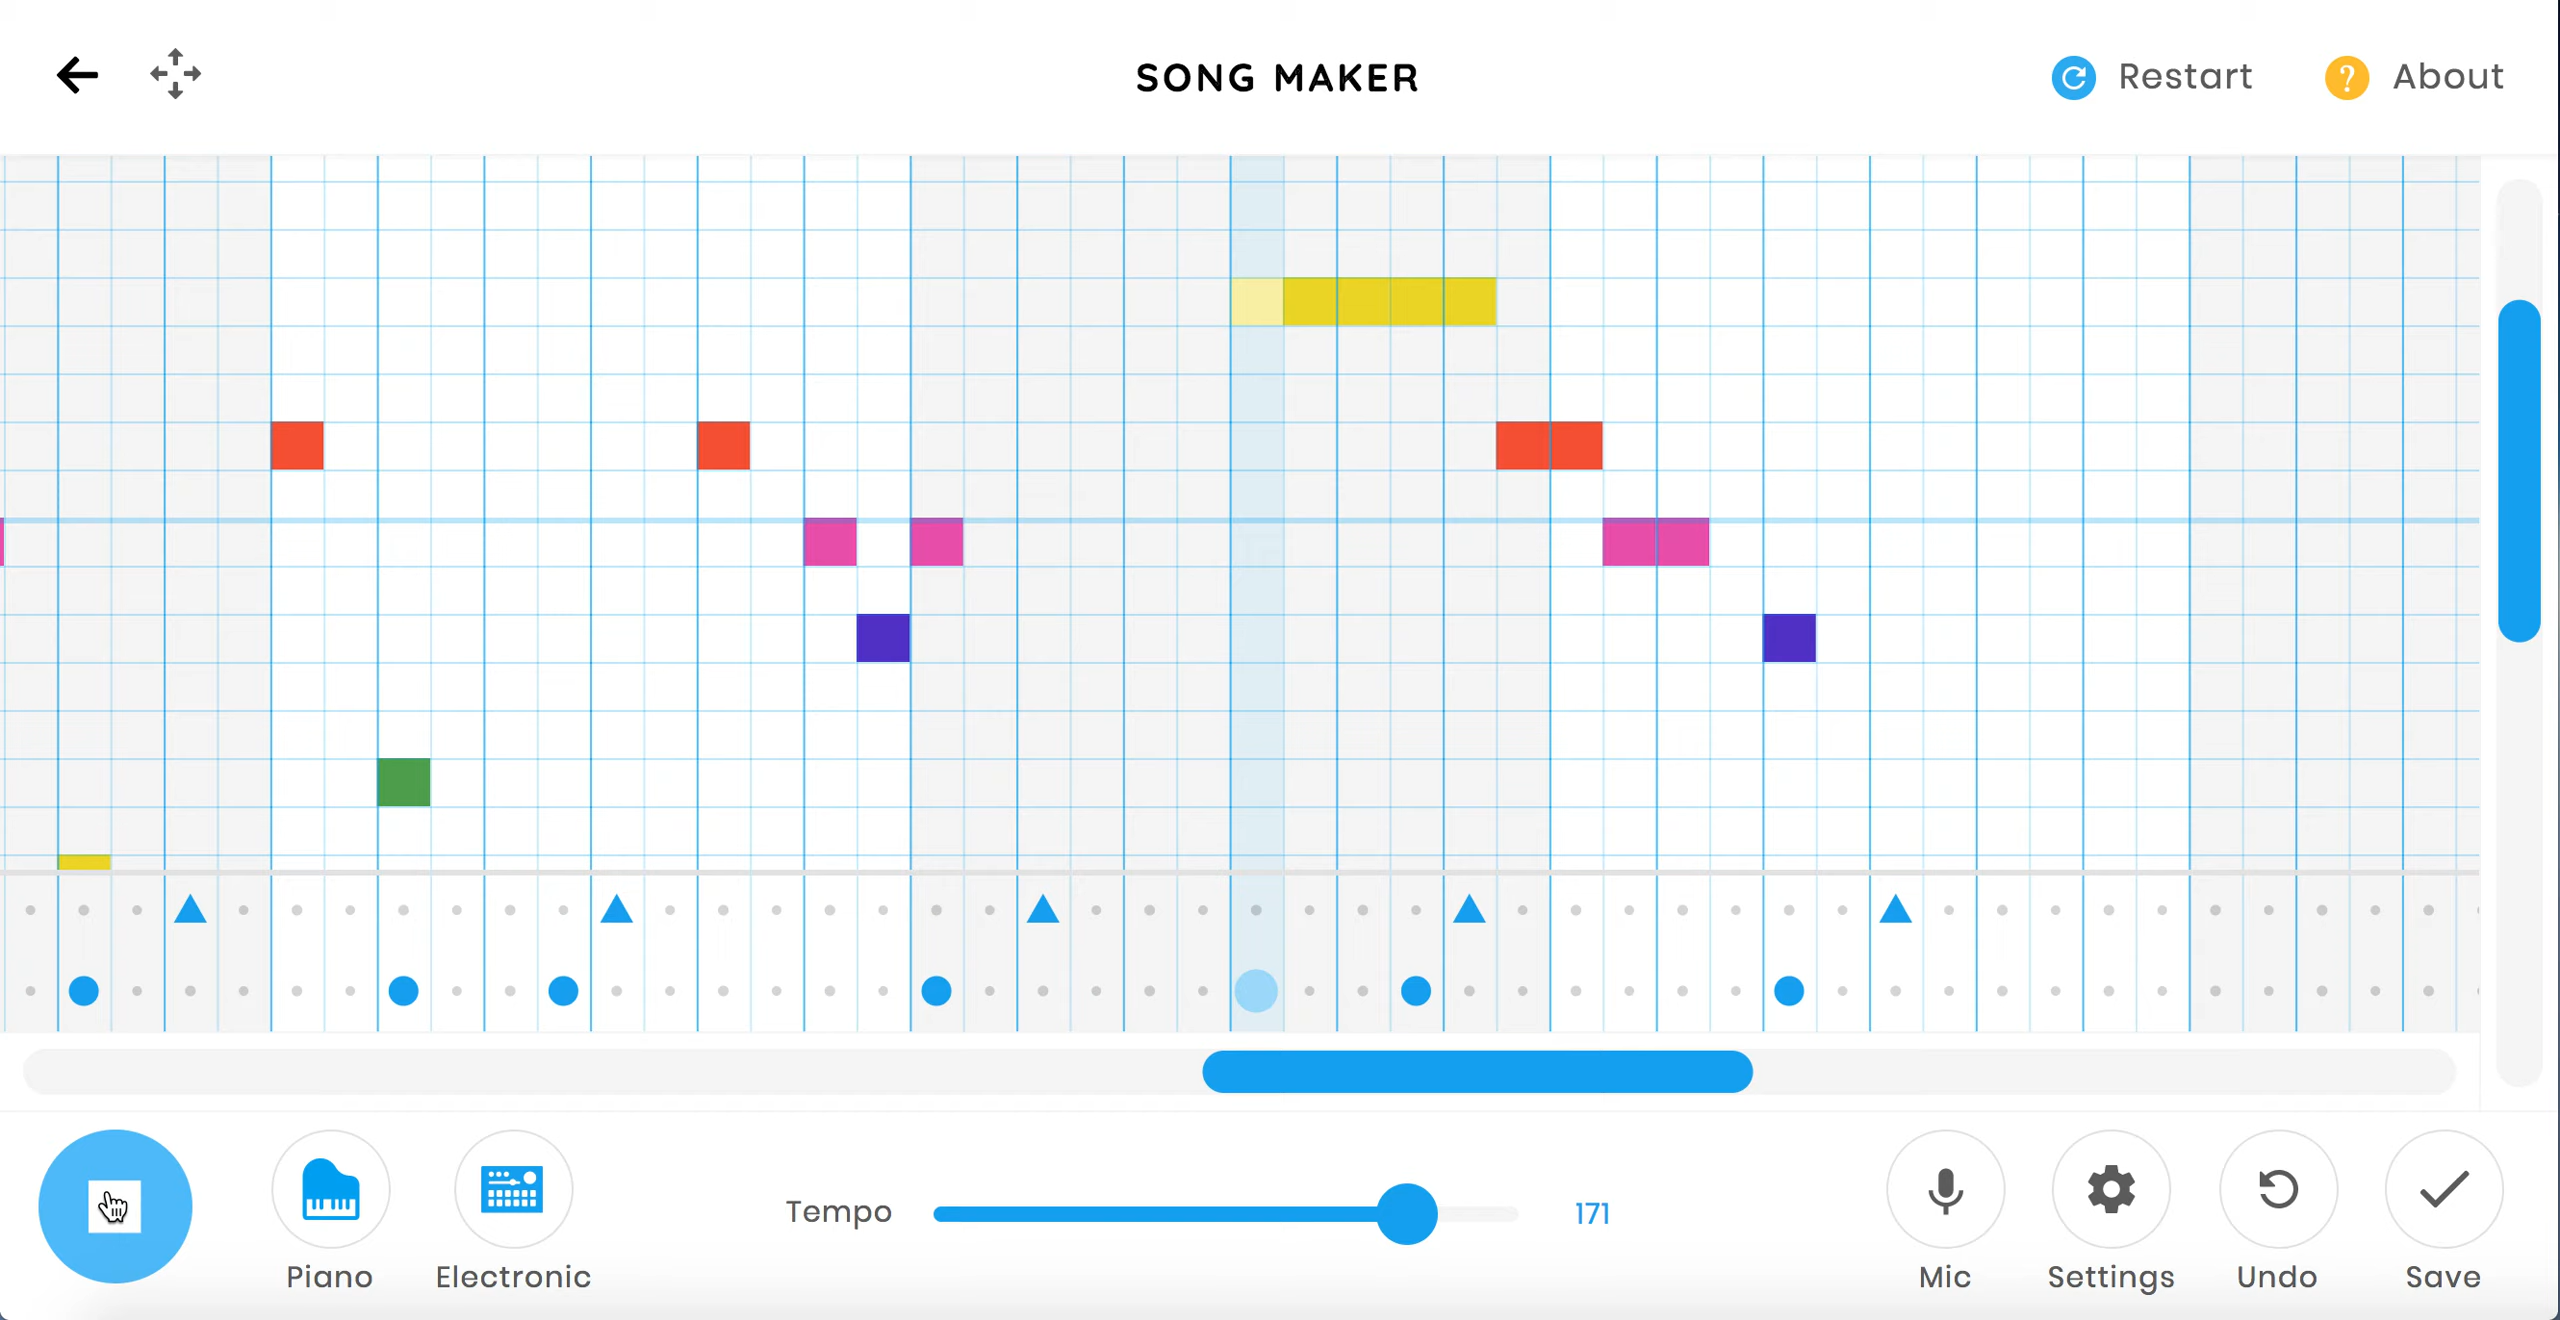 SONG MAKER
Restart
? About
Tempo
171
Piano
Electronic
Mic
Settings
Undo
Save